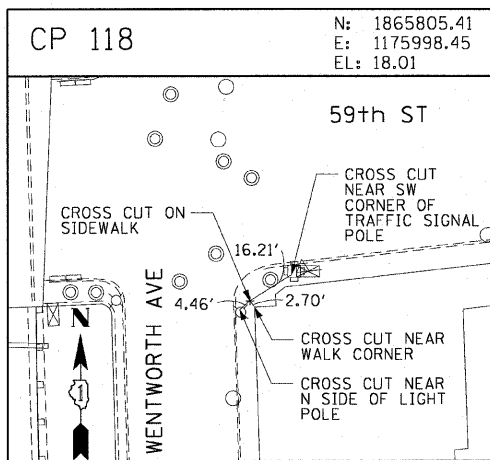 CP 118
N: 1865805.41
E: 1175998.45
EL: 18.01
59th ST
CROSS CUT
NEAR SW
CORNER OF
TRAFFIC SIGNAL
POLE
CROSS CUT ON
SIDEWALK
16.21'
4.46'
2.70'
WENTWORTH AVE
N
1
CROSS CUT NEAR
WALK CORNER
CROSS CUT NEAR
N SIDE OF LIGHT
POLE